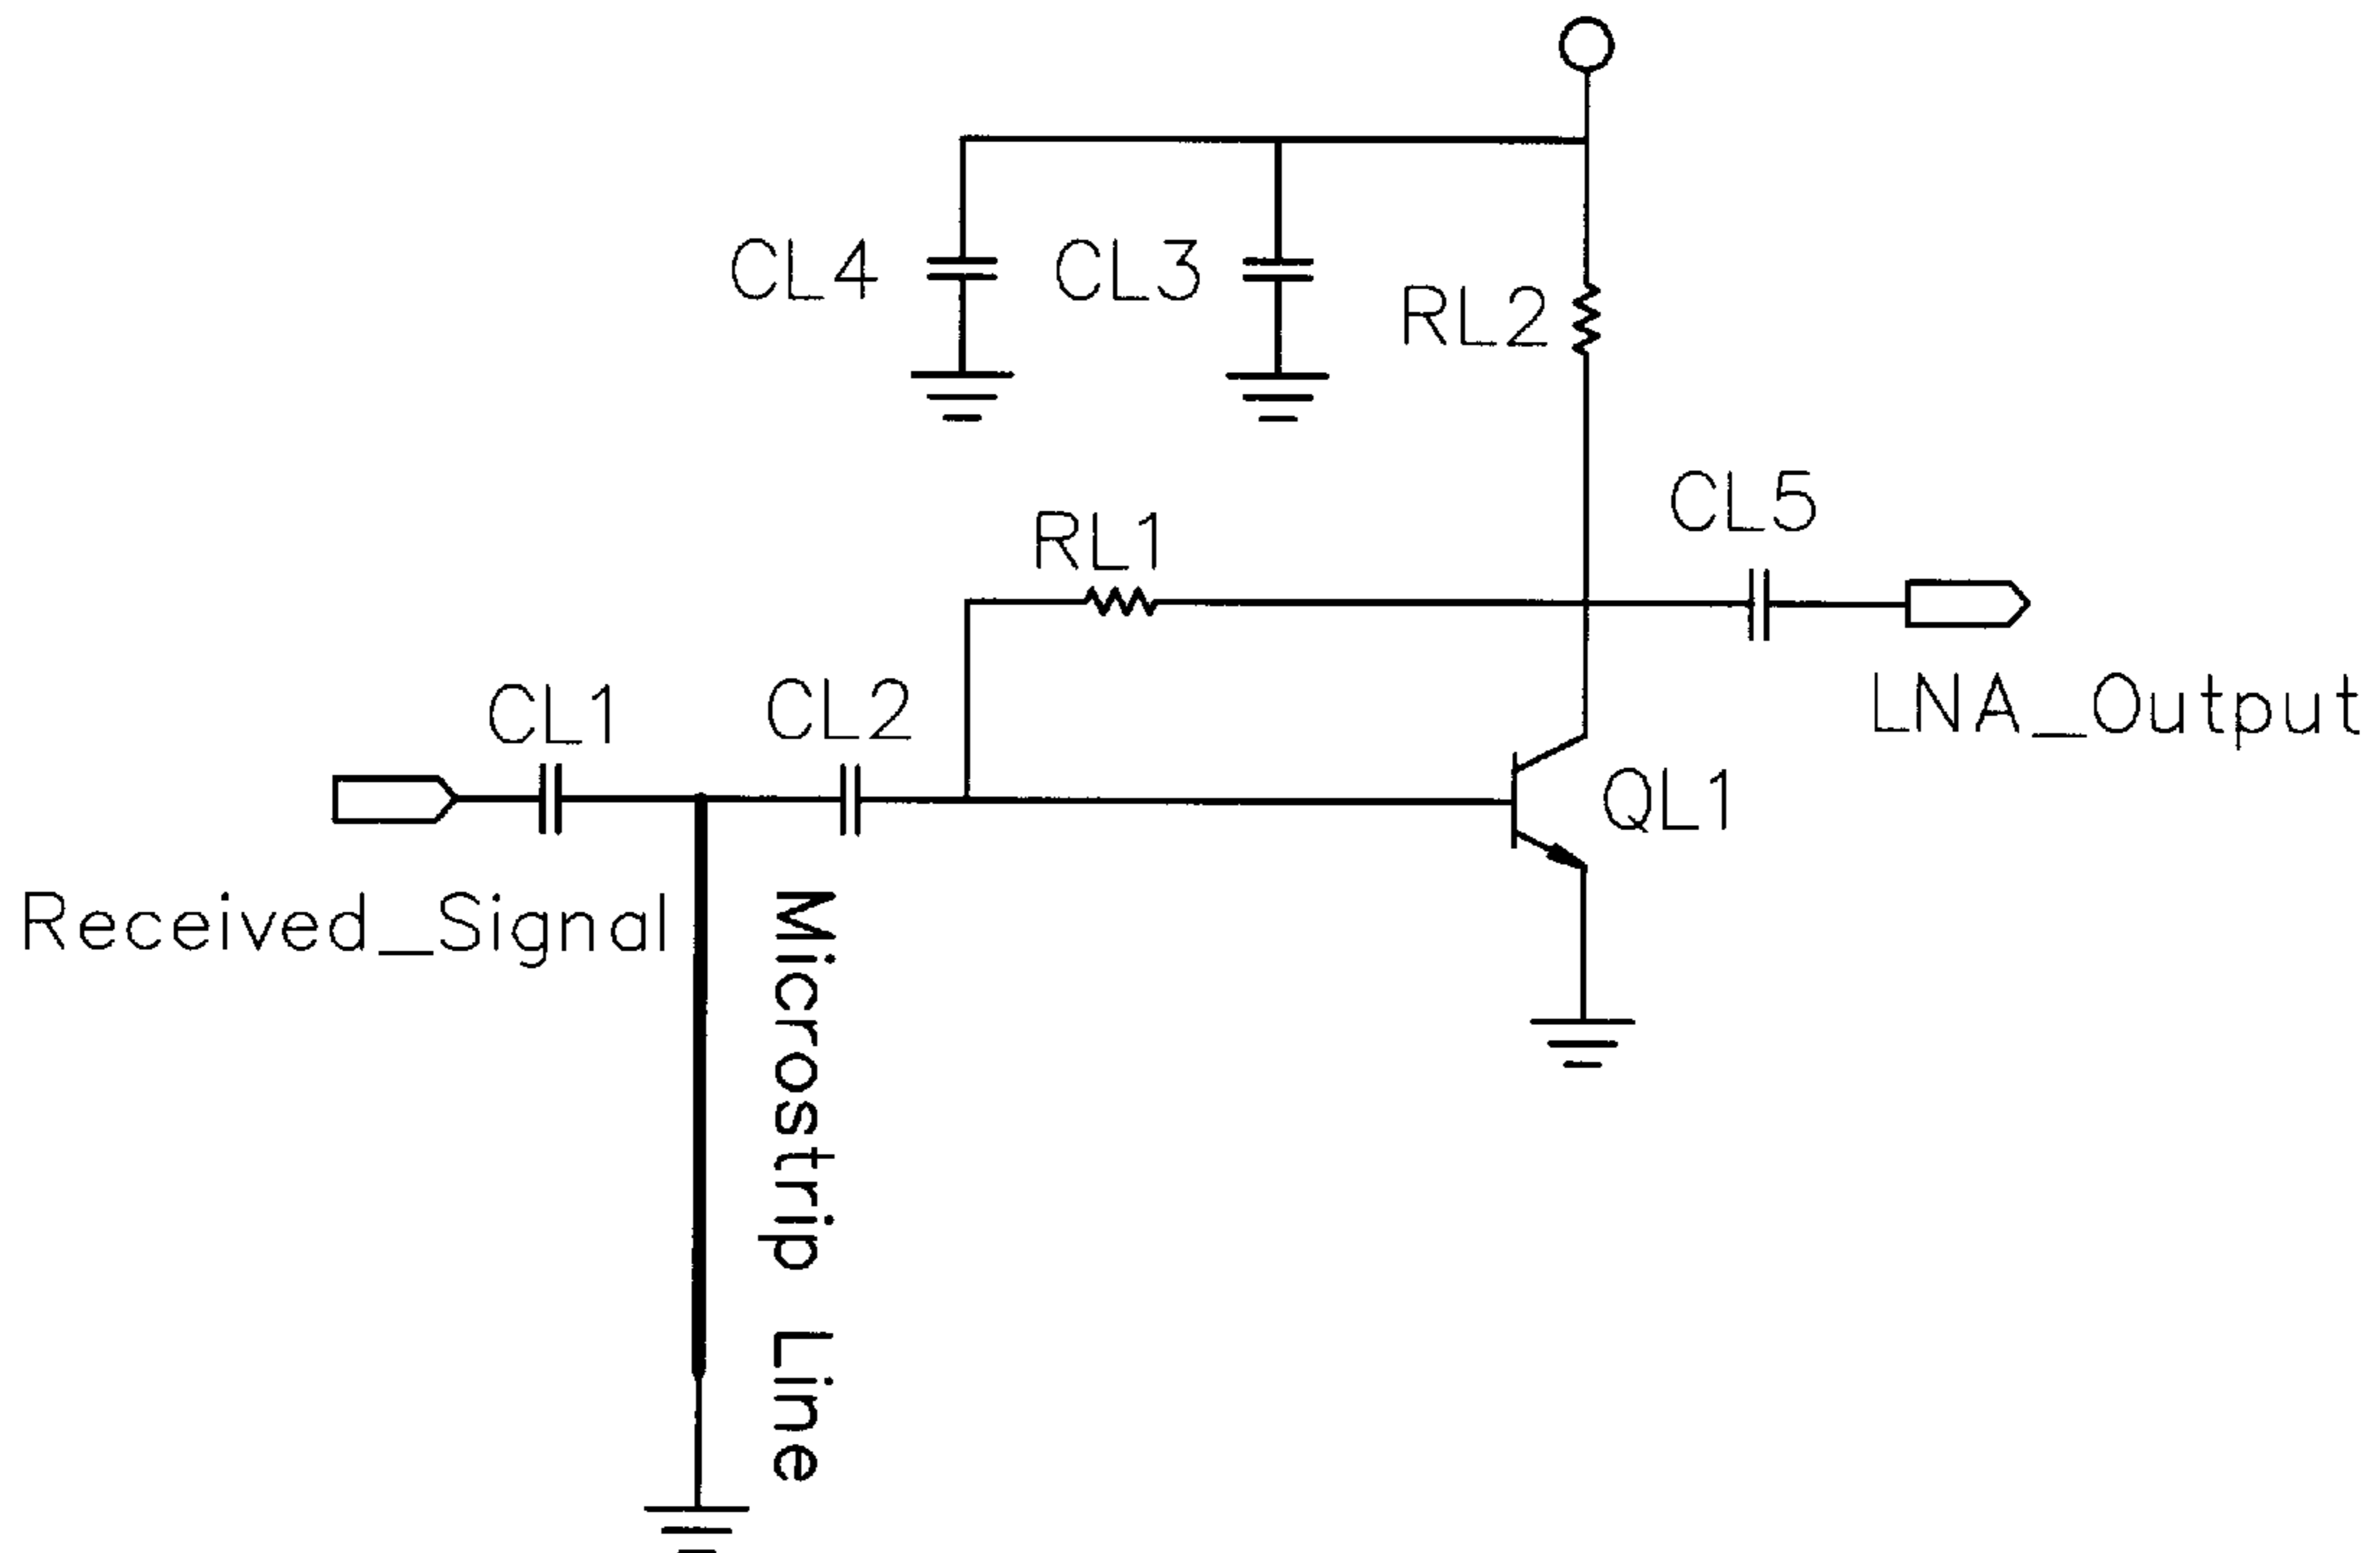 CL4
CL3
RL2
CL5
RL1
CL1
CL2
LNA_Output
QL1
Received_Signal
Microstrip Line